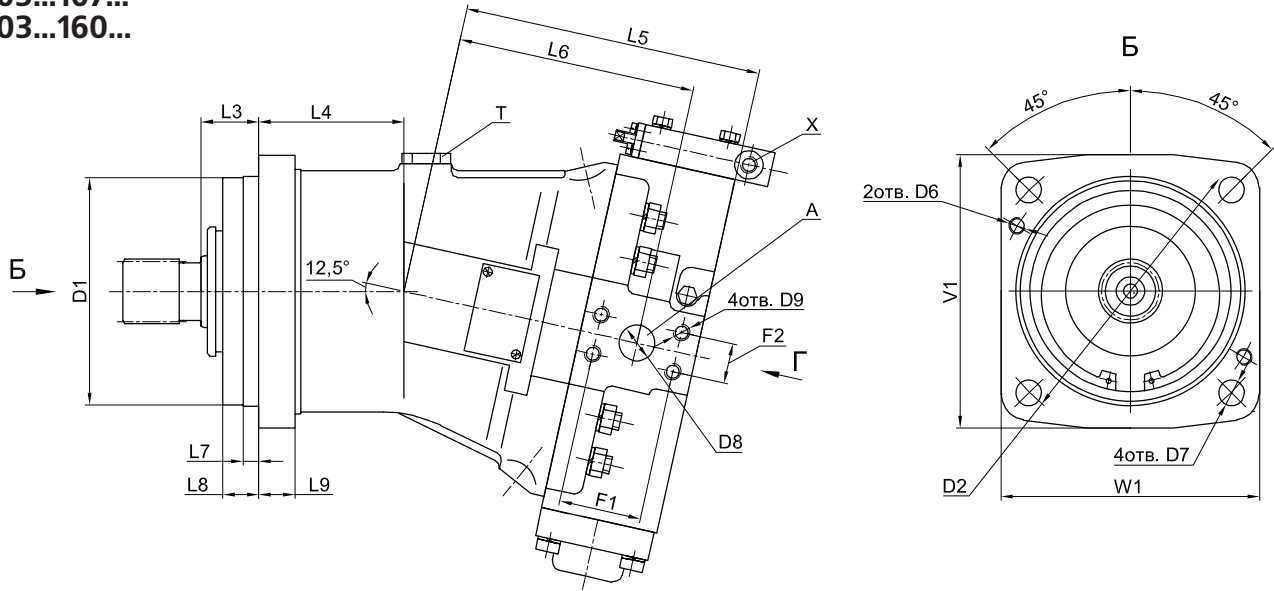 03...160...
L5
L6
Б
45°
45°
L3
L4
T
X
2отв. D6
A
Б
12,5°
D1
V1
4отв. D9
F2
Г
L7
D8
4отв. D7
L8
L9
F1
D2
W1